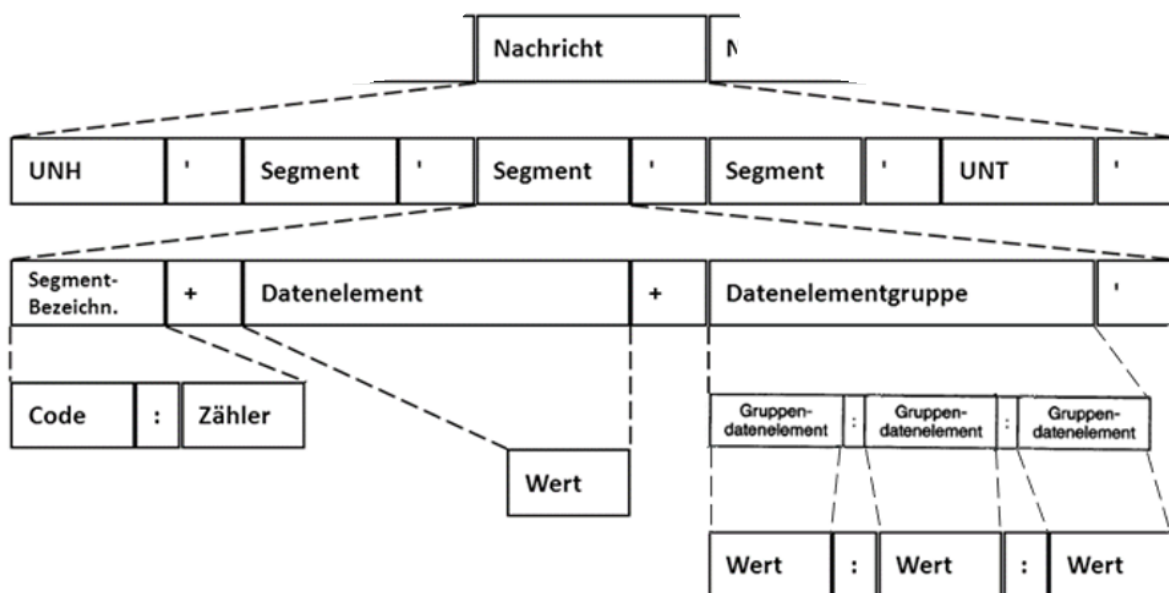 Nachricht N
UNH ' Segment ' Segment ' Segment ' UNT '
Segment-
Bezeichn. + Datenelement + Datenelementgruppe '
Code : Zähler
Gruppen-
datenelement : Gruppen-
datenelement : Gruppen-
datenelement
Wert
Wert : Wert : Wert